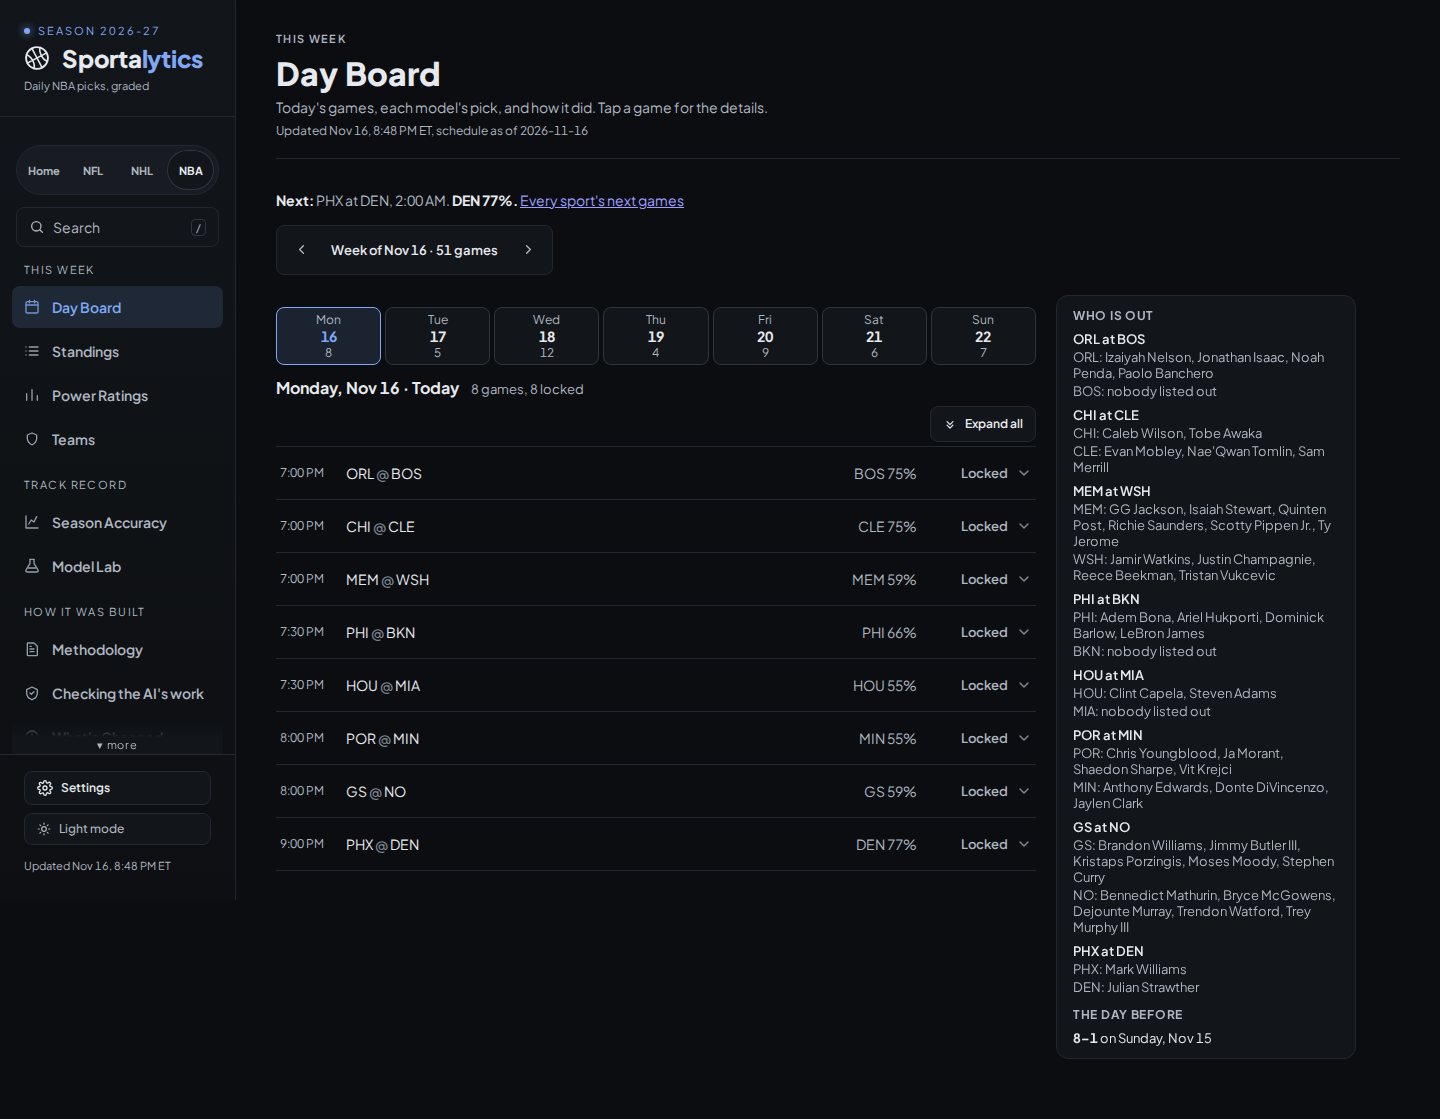 SEASON 2026-27
Sportalytics
Daily NBA picks, graded
Home NFL NHL NBA
Search /
THIS WEEK
Day Board
Standings
Power Ratings
Teams
TRACK RECORD
Season Accuracy
Model Lab
HOW IT WAS BUILT
Methodology
Checking the AI's work
What's Changed
▾ more
Settings
Light mode
Updated Nov 16, 8:48 PM ET
THIS WEEK
Day Board
Today's games, each model's pick, and how it did. Tap a game for the details.
Updated Nov 16, 8:48 PM ET, schedule as of 2026-11-16
Next: PHX at DEN, 2:00 AM. DEN 77%. Every sport's next games
Week of Nov 16 · 51 games
Mon 16 8
Tue 17 5
Wed 18 12
Thu 19 4
Fri 20 9
Sat 21 6
Sun 22 7
Monday, Nov 16 · Today 8 games, 8 locked
Expand all
7:00 PM ORL @ BOS BOS 75% Locked
7:00 PM CHI @ CLE CLE 75% Locked
7:00 PM MEM @ WSH MEM 59% Locked
7:30 PM PHI @ BKN PHI 66% Locked
7:30 PM HOU @ MIA HOU 55% Locked
8:00 PM POR @ MIN MIN 55% Locked
8:00 PM GS @ NO GS 59% Locked
9:00 PM PHX @ DEN DEN 77% Locked
WHO IS OUT
ORL at BOS
ORL: Izaiyah Nelson, Jonathan Isaac, Noah
Penda, Paolo Banchero
BOS: nobody listed out
CHI at CLE
CHI: Caleb Wilson, Tobe Awaka
CLE: Evan Mobley, Nae'Qwan Tomlin, Sam
Merrill
MEM at WSH
MEM: GG Jackson, Isaiah Stewart, Quinten
Post, Richie Saunders, Scotty Pippen Jr., Ty
Jerome
WSH: Jamir Watkins, Justin Champagnie,
Reece Beekman, Tristan Vukcevic
PHI at BKN
PHI: Adem Bona, Ariel Hukporti, Dominick
Barlow, LeBron James
BKN: nobody listed out
HOU at MIA
HOU: Clint Capela, Steven Adams
MIA: nobody listed out
POR at MIN
POR: Chris Youngblood, Ja Morant,
Shaedon Sharpe, Vit Krejci
MIN: Anthony Edwards, Donte DiVincenzo,
Jaylen Clark
GS at NO
GS: Brandon Williams, Jimmy Butler III,
Kristaps Porzingis, Moses Moody, Stephen
Curry
NO: Bennedict Mathurin, Bryce McGowens,
Dejounte Murray, Trendon Watford, Trey
Murphy III
PHX at DEN
PHX: Mark Williams
DEN: Julian Strawther
THE DAY BEFORE
8–1 on Sunday, Nov 15